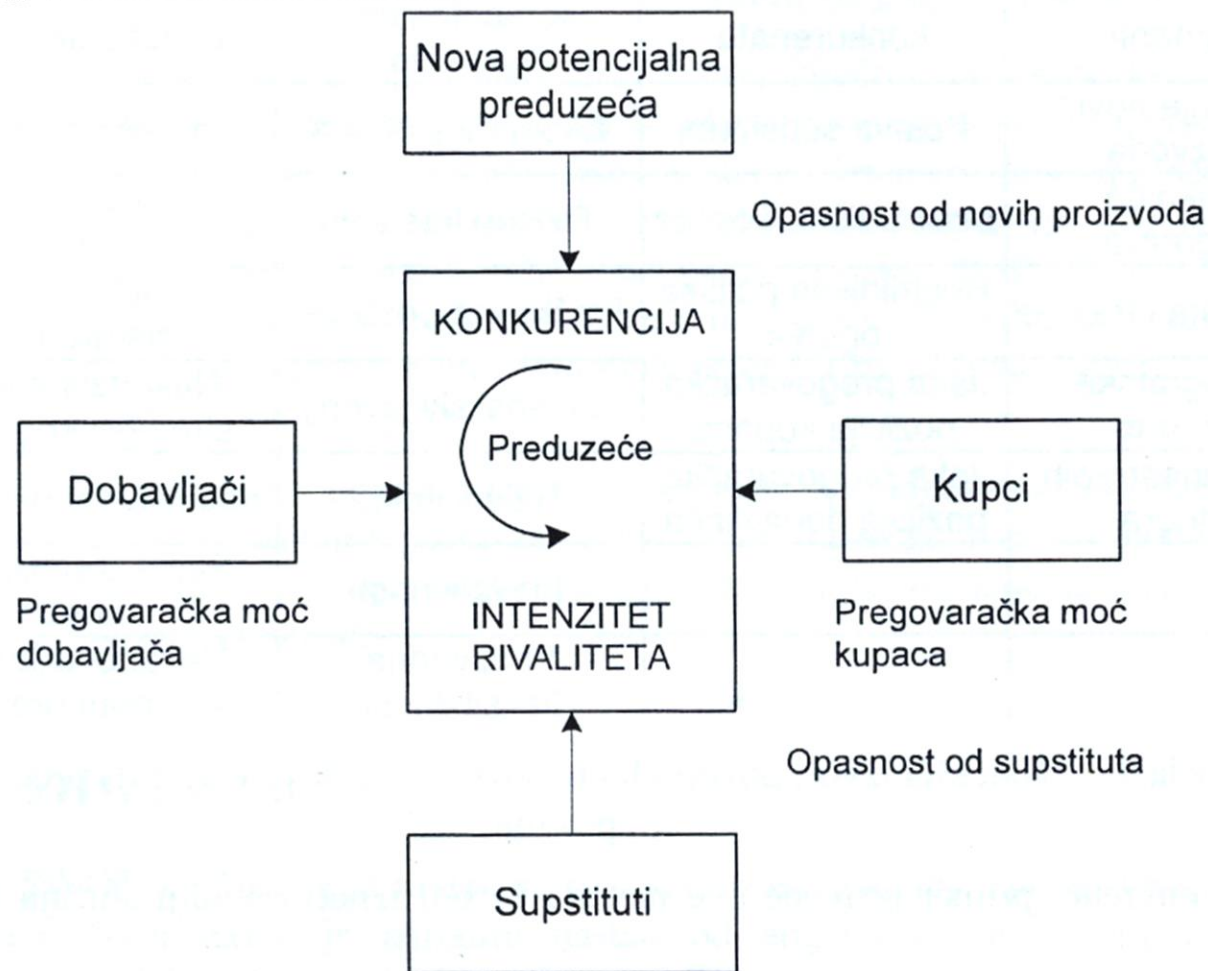 Nova potencijalna
preduzeća
Opasnost od novih proizvoda
KONKURENCIJA
Preduzeće
Dobavljači
Kupci
Pregovaračka moć
dobavljača
INTENZITET
RIVALITETA
Pregovaračka moć
kupaca
Opasnost od supstituta
Supstituti